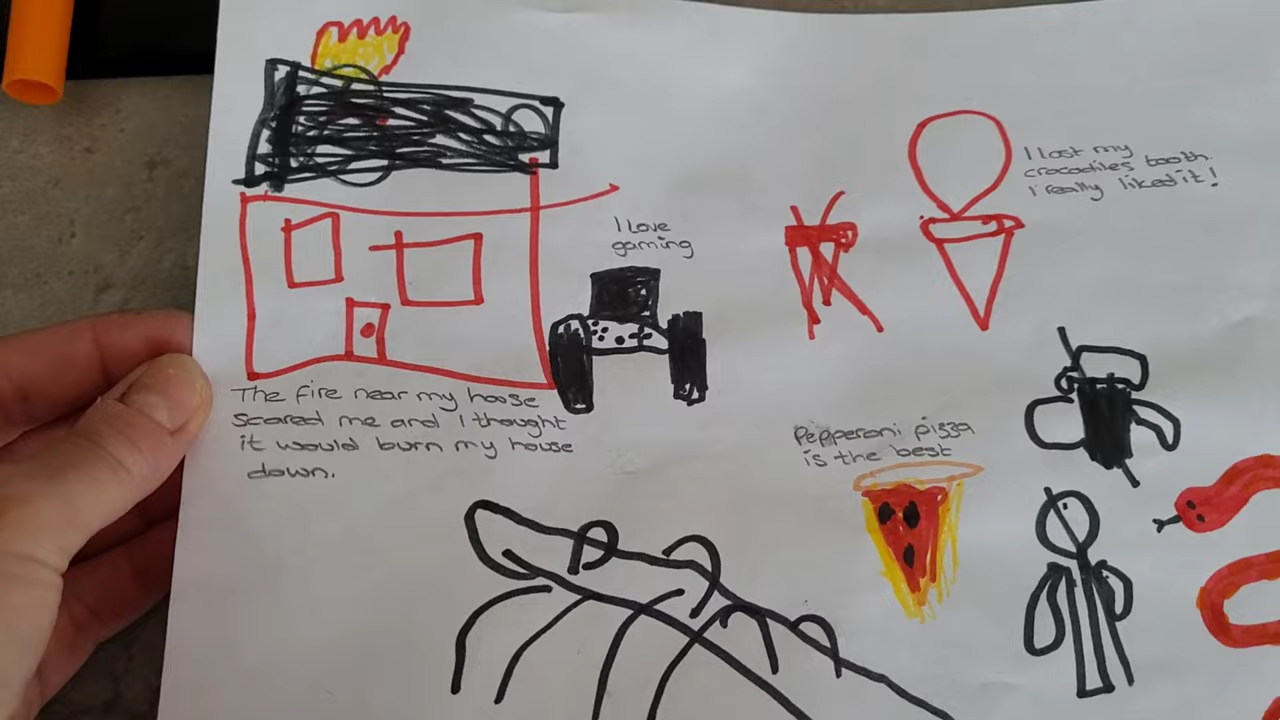 The fire near my house
scared me and I thought
it would burn my house
down.
I love
gaming
I lost my
crocodiles tooth.
I really liked it!
Pepperoni pizza
is the best